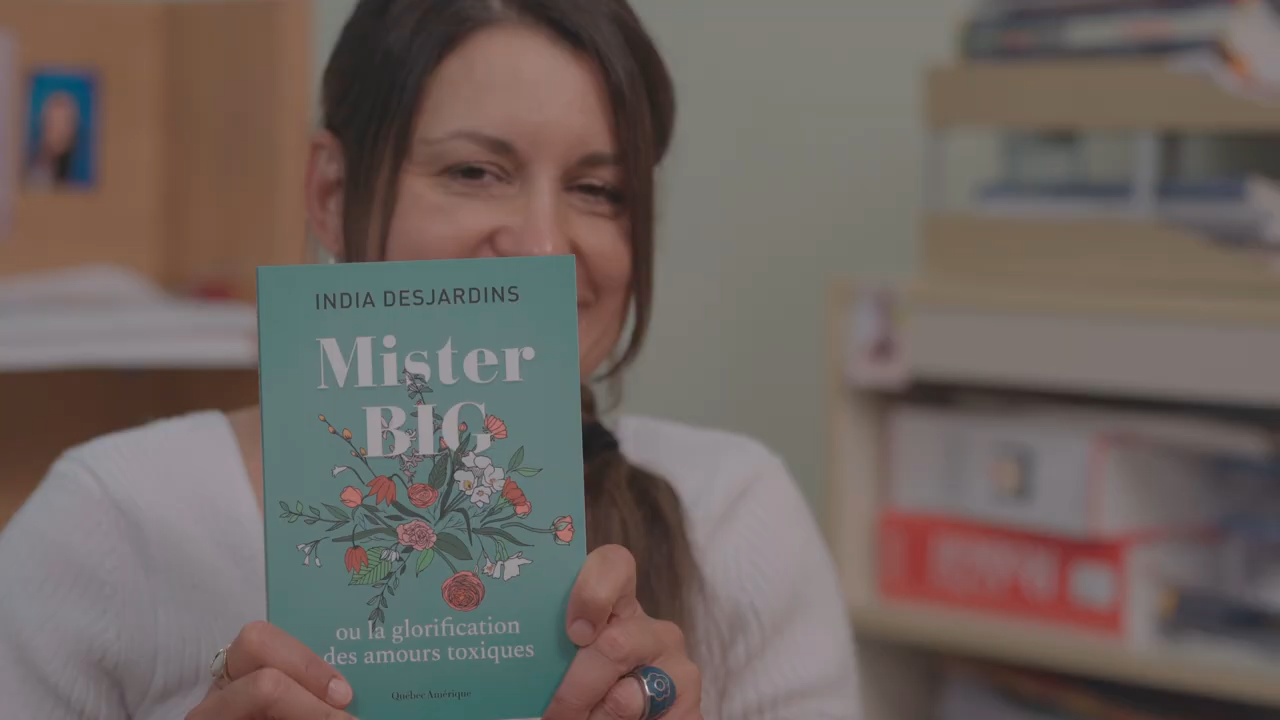 INDIA DESJARDINS
Mister
BIG
ou la glorification
des amours toxiques
Québec Amérique